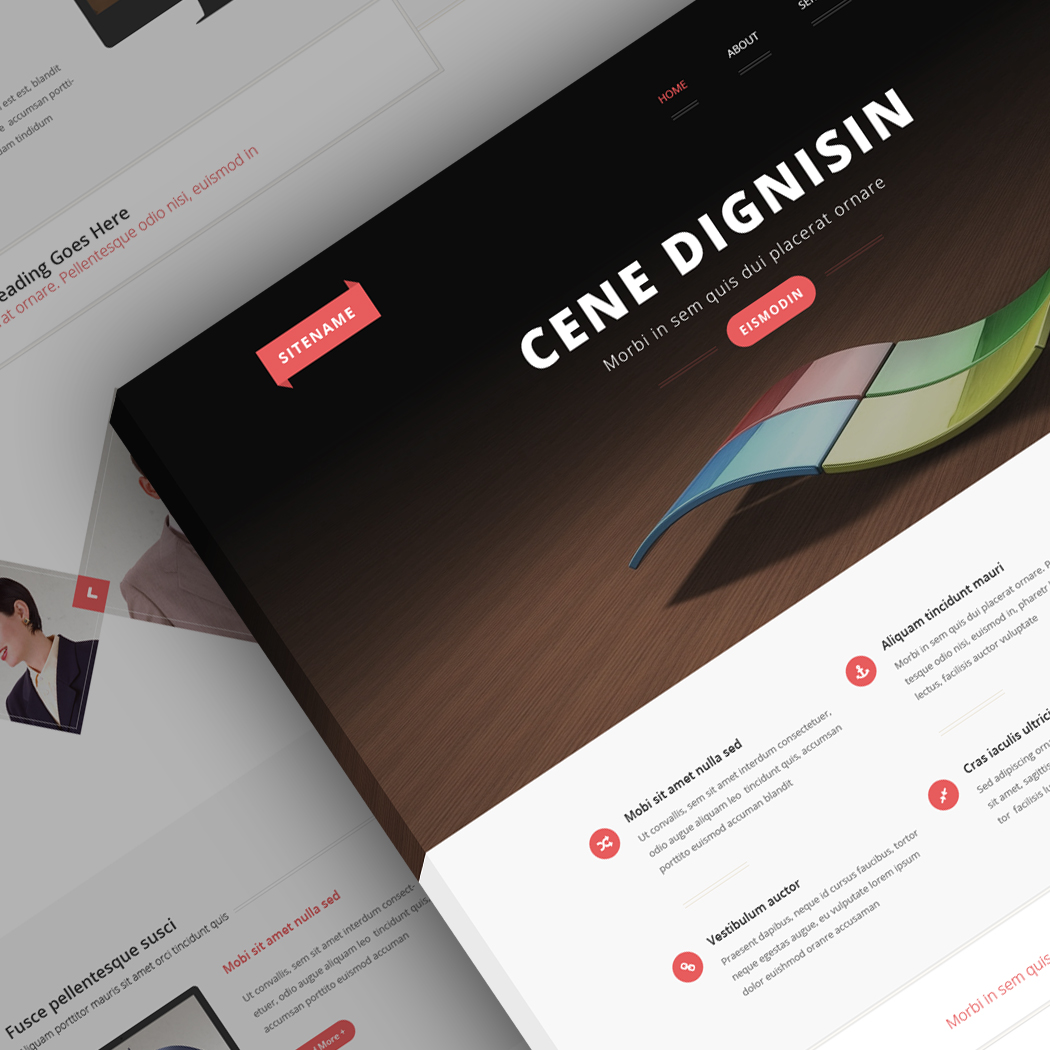 est est, blandit
accumsan portti-
tindidum
Goes Here
ornare. Pellentesque odio nisi, euismod in
HOME
ABOUT
SITENAME
CENE DIGNISIN
Morbi in sem quis dui placerat ornare
EISMODIN
Mobi sit amet nulla sed
Ut convallis, sem sit amet interdum consectetuer,
odio augue aliquam leo tincidunt quis, accumsan
porttito euismod accuman blandit
Aliquam tincidunt mauri
Morbi in sem quis dui placerat ornare.
tesque odio nisi, euismod in, pharetr
lectus, facilisis auctor vuluptate
Vestibulum auctor
Praesent dapibus, neque id cursus faucibus, tortor
neque egestas augue, eu vulputate lorem ipsum
dolor euishmod oranre accusaman
Cras iaculis ultrici
Sed adipiscing orn
sit amet, sagittis
tor facilisis
Morbi in sem quis
Fusce pellentesque susci
Aliquam porttitor mauris sit amet orci tincidunt quis
Mobi sit amet nulla sed
Ut convallis, sem sit amet interdum consect-
etuer, odio augue aliquam leo tincidunt quis,
accumsan porttito euismod accuman
More +